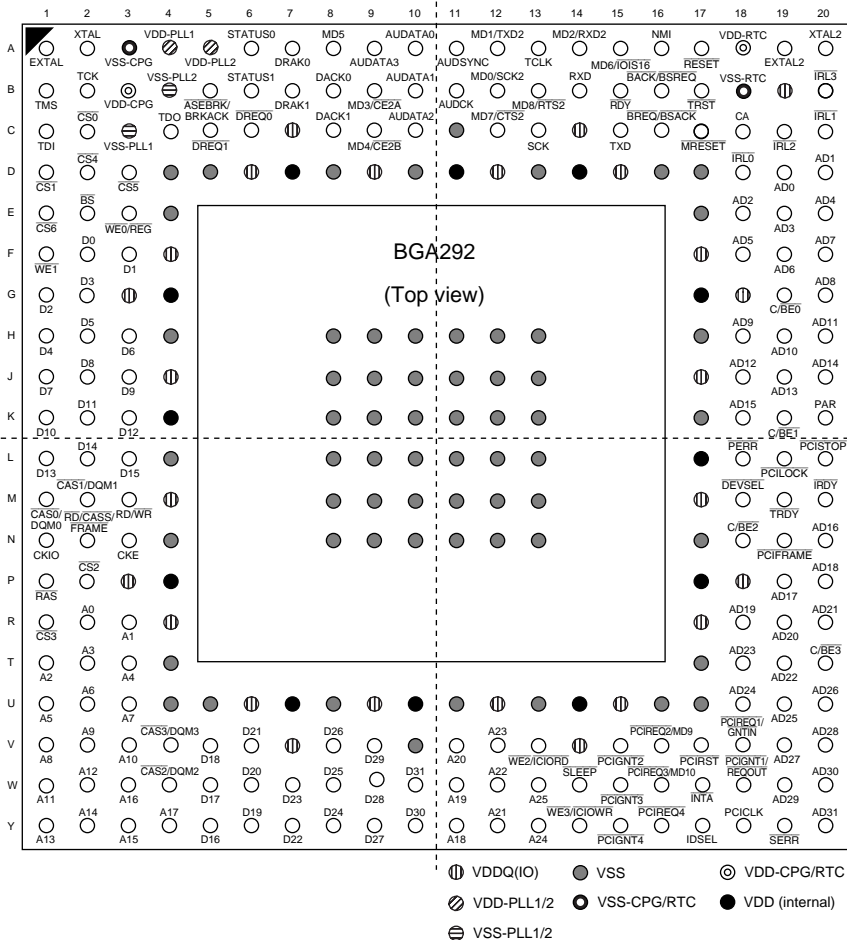 1 2 3 4 5 6 7 8 9 10 11 12 13 14 15 16 17 18 19 20
XTAL VDD-PLL1 STATUS0 MD5 AUDATA0 MD1/TXD2 MD2/RXD2 NMI VDD-RTC XTAL2
A
EXTAL VSS-CPG VDD-PLL2 DRAK0 AUDATA3 AUDSYNC TCLK MD6/IOIS16 RESET EXTAL2
TCK VSS-PLL2 STATUS1 DACK0 AUDATA1 MD0/SCK2 RXD BACK/BSREQ VSS-RTC IRL3
B
TMS VDD-CPG ASEBRK/ BRKACK DRAK1 MD3/CE2A AUDCK MD8/RTS2 RDY TRST
CS0 TDO DREQ0 DACK1 AUDATA2 MD7/CTS2 BREQ/BSACK CA IRL1
C
TDI VSS-PLL1 DREQ1 MD4/CE2B SCK TXD MRESET IRL2
CS4 IRL0 AD1
D
CS1 CS5 AD0
BS AD2 AD4
E
CS6 WE0/REG AD3
D0 AD5 AD7
F
WE1 D1 AD6
D3 AD8
G
D2 C/BE0
D5 AD9 AD11
H
D4 D6 AD10
D8 AD12 AD14
J
D7 D9 AD13
D11 AD15 PAR
K
D10 D12 C/BE1
D14 PERR PCISTOP
L
D13 D15 PCILOCK
CAS1/DQM1 DEVSEL IRDY
M
CAS0/ DQM0 RD/CASS/ FRAME RD/WR TRDY
C/BE2 AD16
N
CKIO CKE PCIFRAME
CS2 AD18
P
RAS AD17
A0 AD19 AD21
R
CS3 A1 AD20
A3 AD23 C/BE3
T
A2 A4 AD22
A6 AD24 AD26
U
A5 A7 AD25
A9 CAS3/DQM3 D21 D26 A23 PCIREQ2/MD9 PCIREQ1/ GNTIN AD28
V
A8 A10 D18 D29 A20 WE2/ICIORD PCIGNT2 PCIRST AD27
A12 CAS2/DQM2 D20 D25 D31 A22 SLEEP PCIREQ3/MD10 PCIGNT1/ REQOUT AD30
W
A11 A16 D17 D23 D28 A19 A25 PCIGNT3 INTA AD29
A14 A17 D19 D24 D30 A21 WE3/ICIOWR PCIREQ4 PCICLK AD31
Y
A13 A15 D16 D22 D27 A18 A24 PCIGNT4 IDSEL SERR
BGA292
(Top view)
VDDQ(IO) VSS VDD-CPG/RTC
VDD-PLL1/2 VSS-CPG/RTC VDD (internal)
VSS-PLL1/2